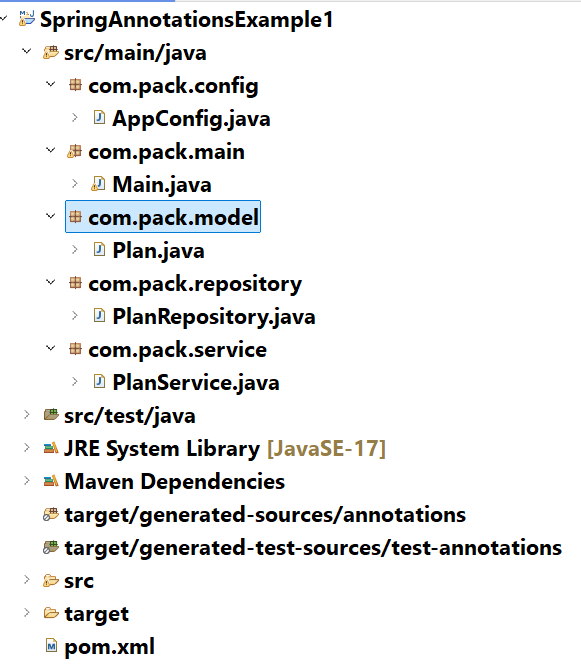 SpringAnnotationsExample1
src/main/java
com.pack.config
AppConfig.java
com.pack.main
Main.java
com.pack.model
Plan.java
com.pack.repository
PlanRepository.java
com.pack.service
PlanService.java
src/test/java
JRE System Library [JavaSE-17]
Maven Dependencies
target/generated-sources/annotations
target/generated-test-sources/test-annotations
src
target
pom.xml